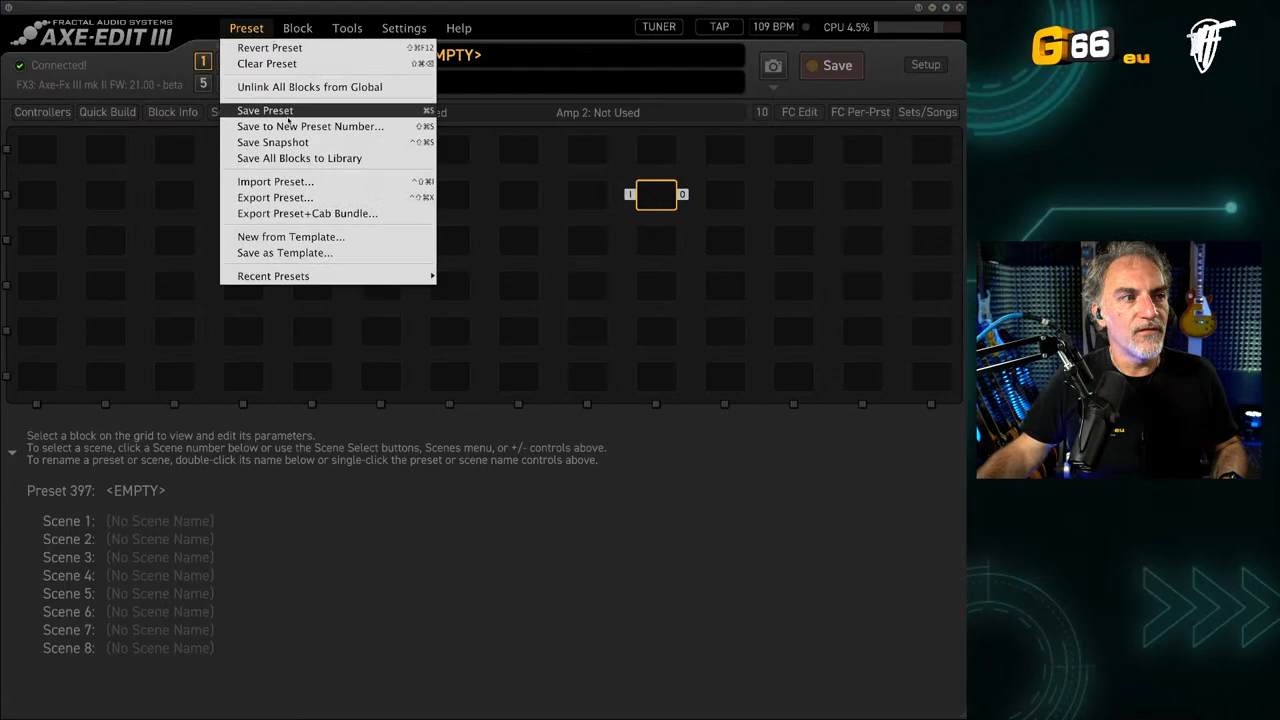 FRACTAL AUDIO SYSTEMS
AXE-EDIT III
Preset
Block
Tools
Settings
Help
TUNER
TAP
109 BPM
CPU 4.5%
Connected!
FX3: Axe-Fx III mk II FW: 21.00 - beta
1
5
MPTY>
Save
Setup
Revert Preset ⇧⌘F12
Clear Preset ⇧⌘⌫
Unlink All Blocks from Global
Save Preset ⌘S
Save to New Preset Number... ⇧⌘S
Save Snapshot ^⇧⌘S
Save All Blocks to Library
Import Preset... ^⇧⌘I
Export Preset... ^⇧⌘X
Export Preset+Cab Bundle...
New from Template...
Save as Template...
Recent Presets
Controllers
Quick Build
Block Info
S
ed
Amp 2: Not Used
10
FC Edit
FC Per-Prst
Sets/Songs
I
O
Select a block on the grid to view and edit its parameters.
To select a scene, click a Scene number below or use the Scene Select buttons, Scenes menu, or +/- controls above.
To rename a preset or scene, double-click its name below or single-click the preset or scene name controls above.
Preset 397: <EMPTY>
Scene 1: (No Scene Name)
Scene 2: (No Scene Name)
Scene 3: (No Scene Name)
Scene 4: (No Scene Name)
Scene 5: (No Scene Name)
Scene 6: (No Scene Name)
Scene 7: (No Scene Name)
Scene 8: (No Scene Name)
G66
eu